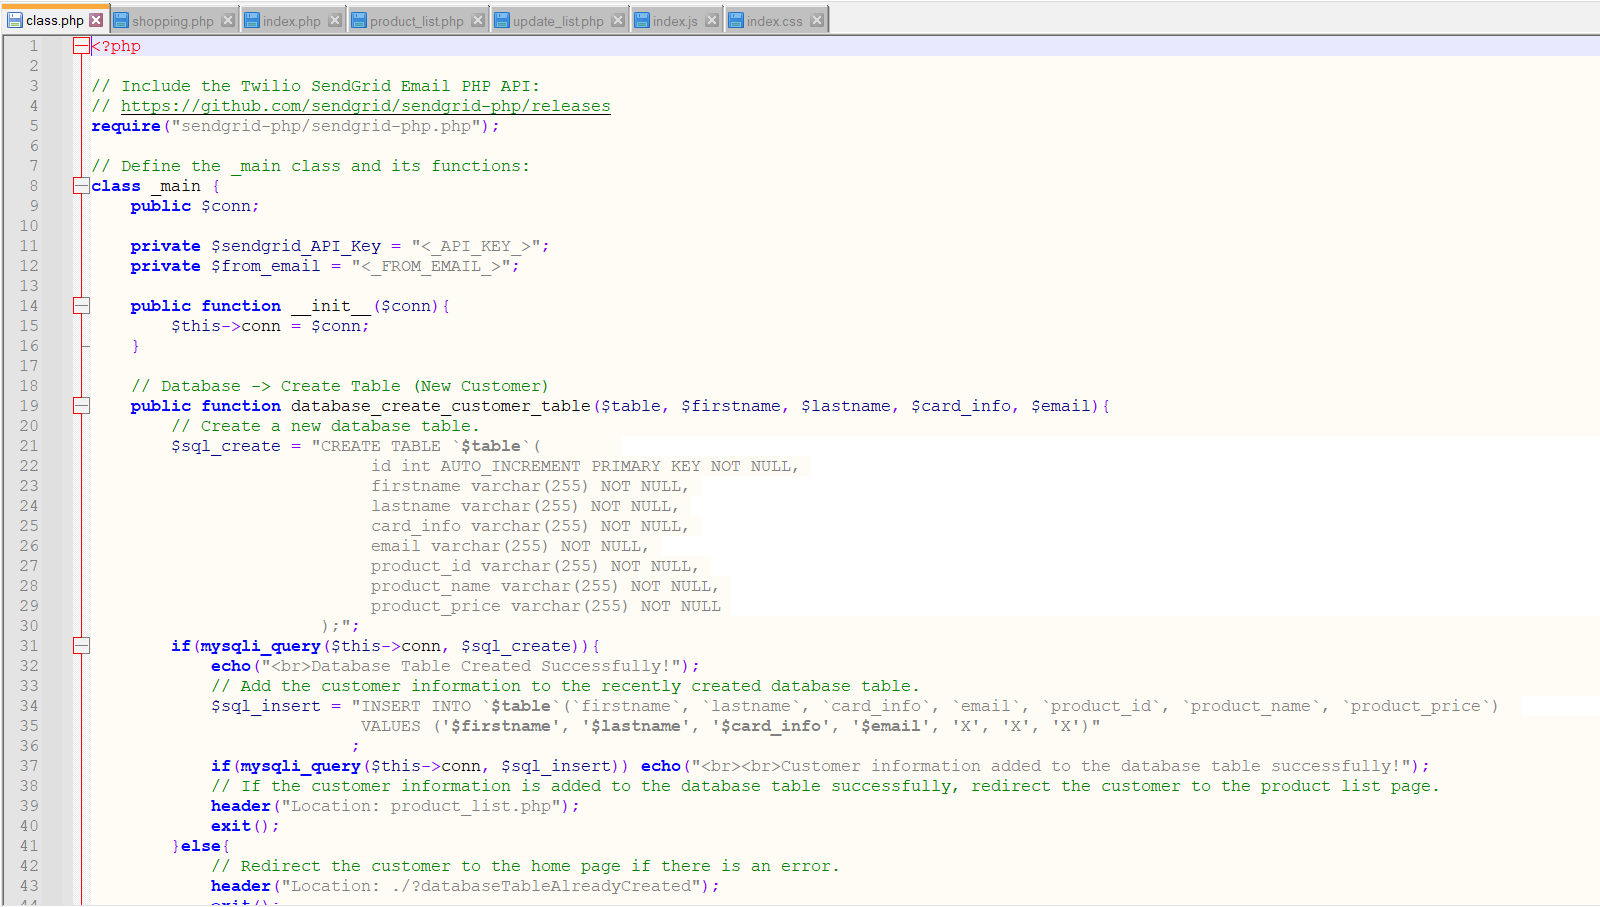 class.php shopping.php index.php product_list.php update_list.php index.js index.css
1 <?php
2
3 // Include the Twilio SendGrid Email PHP API:
4 // https://github.com/sendgrid/sendgrid-php/releases
5 require("sendgrid-php/sendgrid-php.php");
6
7 // Define the _main class and its functions:
8 class _main {
9 public $conn;
10
11 private $sendgrid_API_Key = "<_API_KEY_>";
12 private $from_email = "<_FROM_EMAIL_>";
13
14 public function __init__($conn){
15 $this->conn = $conn;
16 }
17
18 // Database -> Create Table (New Customer)
19 public function database_create_customer_table($table, $firstname, $lastname, $card_info, $email){
20 // Create a new database table.
21 $sql_create = "CREATE TABLE `$table`(
22 id int AUTO_INCREMENT PRIMARY KEY NOT NULL,
23 firstname varchar(255) NOT NULL,
24 lastname varchar(255) NOT NULL,
25 card_info varchar(255) NOT NULL,
26 email varchar(255) NOT NULL,
27 product_id varchar(255) NOT NULL,
28 product_name varchar(255) NOT NULL,
29 product_price varchar(255) NOT NULL
30 );";
31 if(mysqli_query($this->conn, $sql_create)){
32 echo("<br>Database Table Created Successfully!");
33 // Add the customer information to the recently created database table.
34 $sql_insert = "INSERT INTO `$table`(`firstname`, `lastname`, `card_info`, `email`, `product_id`, `product_name`, `product_price`)
35 VALUES ('$firstname', '$lastname', '$card_info', '$email', 'X', 'X', 'X')"
36 ;
37 if(mysqli_query($this->conn, $sql_insert)) echo("<br><br>Customer information added to the database table successfully!");
38 // If the customer information is added to the database table successfully, redirect the customer to the product list page.
39 header("Location: product_list.php");
40 exit();
41 }else{
42 // Redirect the customer to the home page if there is an error.
43 header("Location: ./?databaseTableAlreadyCreated");
44 exit();